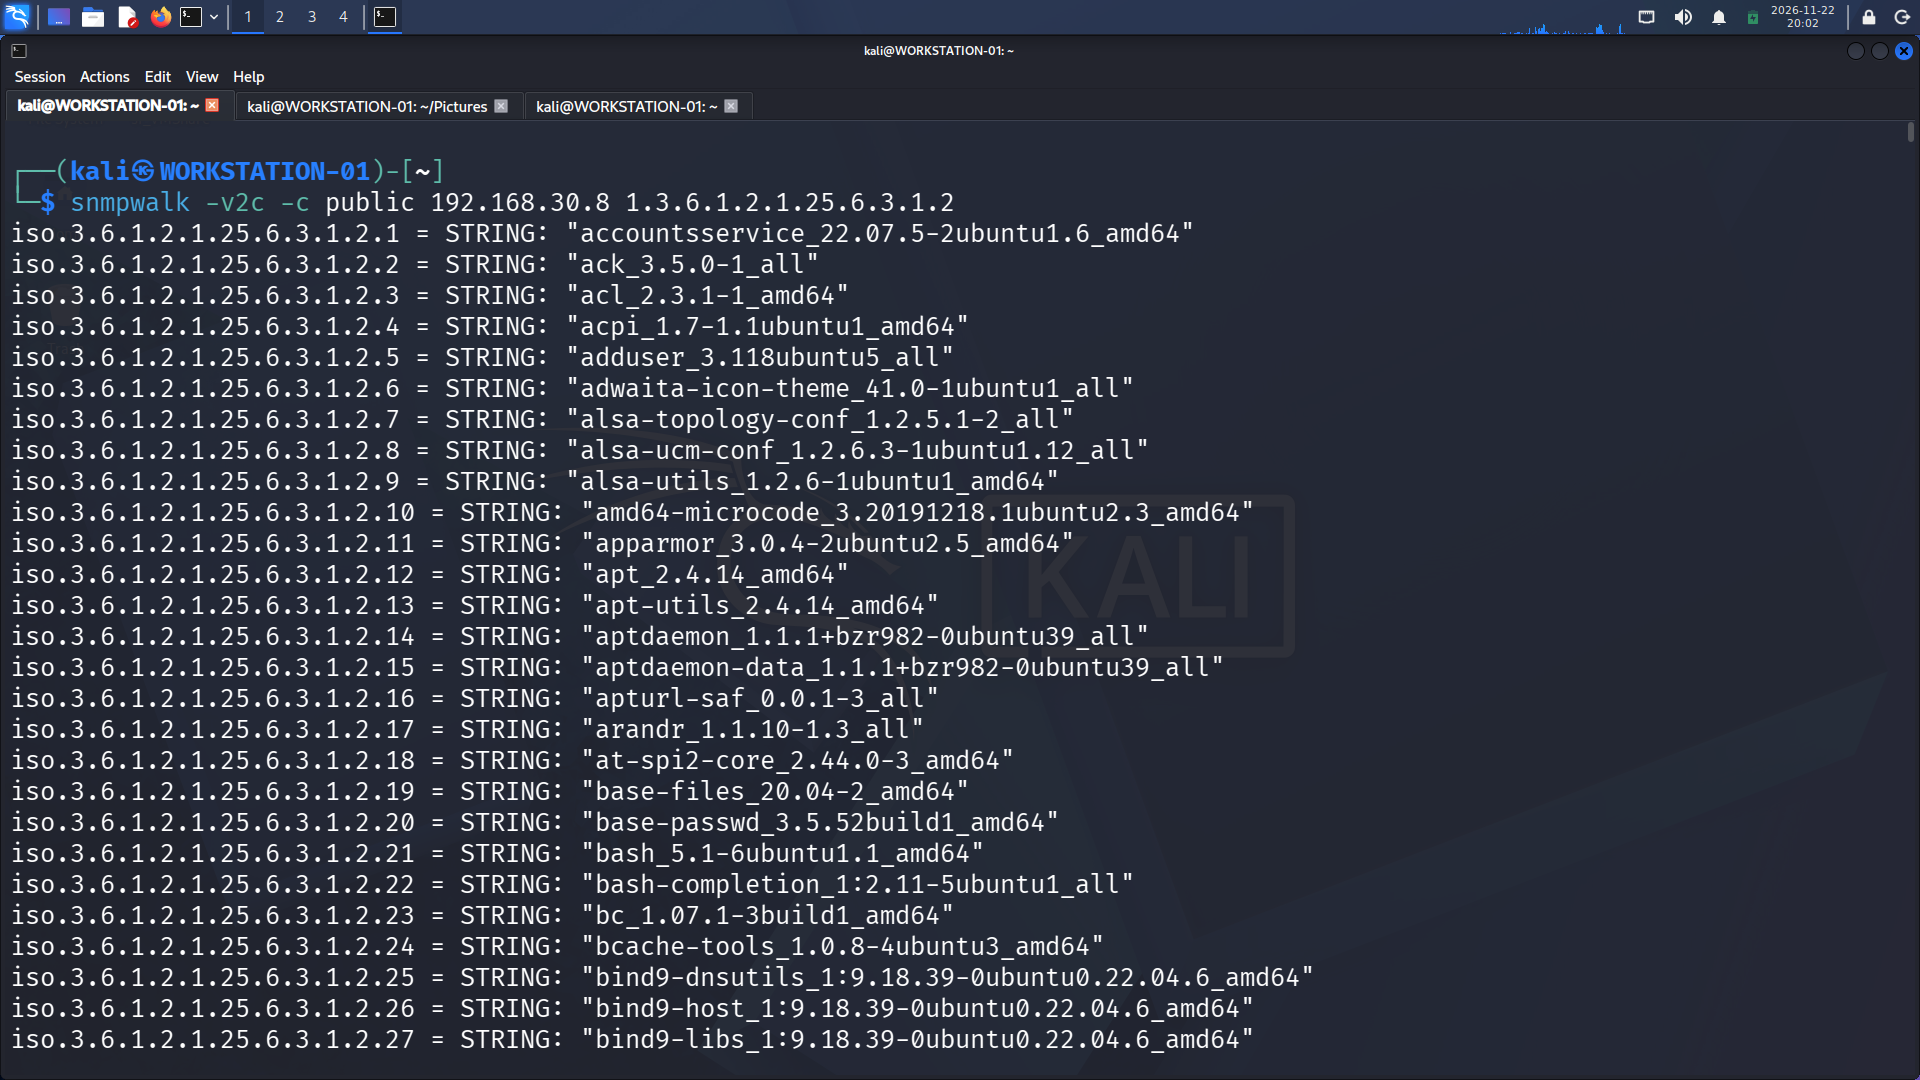 1 2 3 4
2026-11-22
20:02
kali@WORKSTATION-01: ~
Session Actions Edit View Help
kali@WORKSTATION-01: ~ kali@WORKSTATION-01: ~/Pictures kali@WORKSTATION-01: ~
┌──(kali㉿WORKSTATION-01)-[~]
└─$ snmpwalk -v2c -c public 192.168.30.8 1.3.6.1.2.1.25.6.3.1.2
iso.3.6.1.2.1.25.6.3.1.2.1 = STRING: "accountsservice_22.07.5-2ubuntu1.6_amd64"
iso.3.6.1.2.1.25.6.3.1.2.2 = STRING: "ack_3.5.0-1_all"
iso.3.6.1.2.1.25.6.3.1.2.3 = STRING: "acl_2.3.1-1_amd64"
iso.3.6.1.2.1.25.6.3.1.2.4 = STRING: "acpi_1.7-1.1ubuntu1_amd64"
iso.3.6.1.2.1.25.6.3.1.2.5 = STRING: "adduser_3.118ubuntu5_all"
iso.3.6.1.2.1.25.6.3.1.2.6 = STRING: "adwaita-icon-theme_41.0-1ubuntu1_all"
iso.3.6.1.2.1.25.6.3.1.2.7 = STRING: "alsa-topology-conf_1.2.5.1-2_all"
iso.3.6.1.2.1.25.6.3.1.2.8 = STRING: "alsa-ucm-conf_1.2.6.3-1ubuntu1.12_all"
iso.3.6.1.2.1.25.6.3.1.2.9 = STRING: "alsa-utils_1.2.6-1ubuntu1_amd64"
iso.3.6.1.2.1.25.6.3.1.2.10 = STRING: "amd64-microcode_3.20191218.1ubuntu2.3_amd64"
iso.3.6.1.2.1.25.6.3.1.2.11 = STRING: "apparmor_3.0.4-2ubuntu2.5_amd64"
iso.3.6.1.2.1.25.6.3.1.2.12 = STRING: "apt_2.4.14_amd64"
iso.3.6.1.2.1.25.6.3.1.2.13 = STRING: "apt-utils_2.4.14_amd64"
iso.3.6.1.2.1.25.6.3.1.2.14 = STRING: "aptdaemon_1.1.1+bzr982-0ubuntu39_all"
iso.3.6.1.2.1.25.6.3.1.2.15 = STRING: "aptdaemon-data_1.1.1+bzr982-0ubuntu39_all"
iso.3.6.1.2.1.25.6.3.1.2.16 = STRING: "apturl-saf_0.0.1-3_all"
iso.3.6.1.2.1.25.6.3.1.2.17 = STRING: "arandr_1.1.10-1.3_all"
iso.3.6.1.2.1.25.6.3.1.2.18 = STRING: "at-spi2-core_2.44.0-3_amd64"
iso.3.6.1.2.1.25.6.3.1.2.19 = STRING: "base-files_20.04-2_amd64"
iso.3.6.1.2.1.25.6.3.1.2.20 = STRING: "base-passwd_3.5.52build1_amd64"
iso.3.6.1.2.1.25.6.3.1.2.21 = STRING: "bash_5.1-6ubuntu1.1_amd64"
iso.3.6.1.2.1.25.6.3.1.2.22 = STRING: "bash-completion_1:2.11-5ubuntu1_all"
iso.3.6.1.2.1.25.6.3.1.2.23 = STRING: "bc_1.07.1-3build1_amd64"
iso.3.6.1.2.1.25.6.3.1.2.24 = STRING: "bcache-tools_1.0.8-4ubuntu3_amd64"
iso.3.6.1.2.1.25.6.3.1.2.25 = STRING: "bind9-dnsutils_1:9.18.39-0ubuntu0.22.04.6_amd64"
iso.3.6.1.2.1.25.6.3.1.2.26 = STRING: "bind9-host_1:9.18.39-0ubuntu0.22.04.6_amd64"
iso.3.6.1.2.1.25.6.3.1.2.27 = STRING: "bind9-libs_1:9.18.39-0ubuntu0.22.04.6_amd64"
KALI